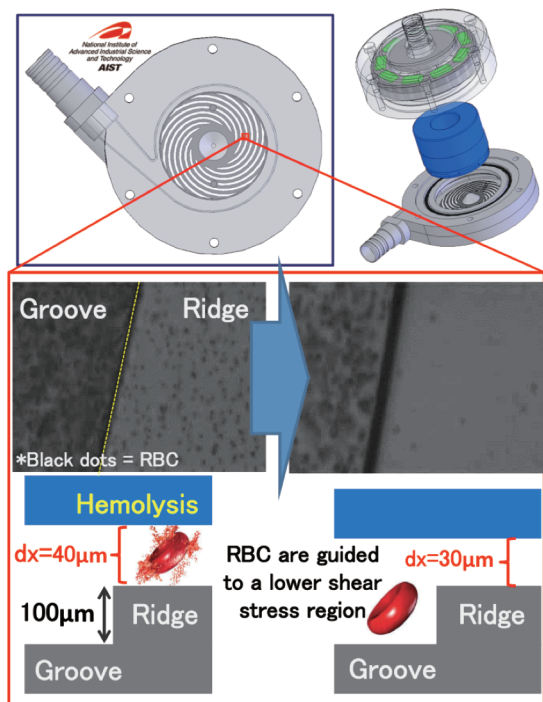 National Institute of
Advanced Industrial Science
and Technology
AIST
Groove
Ridge
*Black dots = RBC
Hemolysis
dx=40μm
100μm
Ridge
Groove
RBC are guided
to a lower shear
stress region
dx=30μm
Ridge
Groove